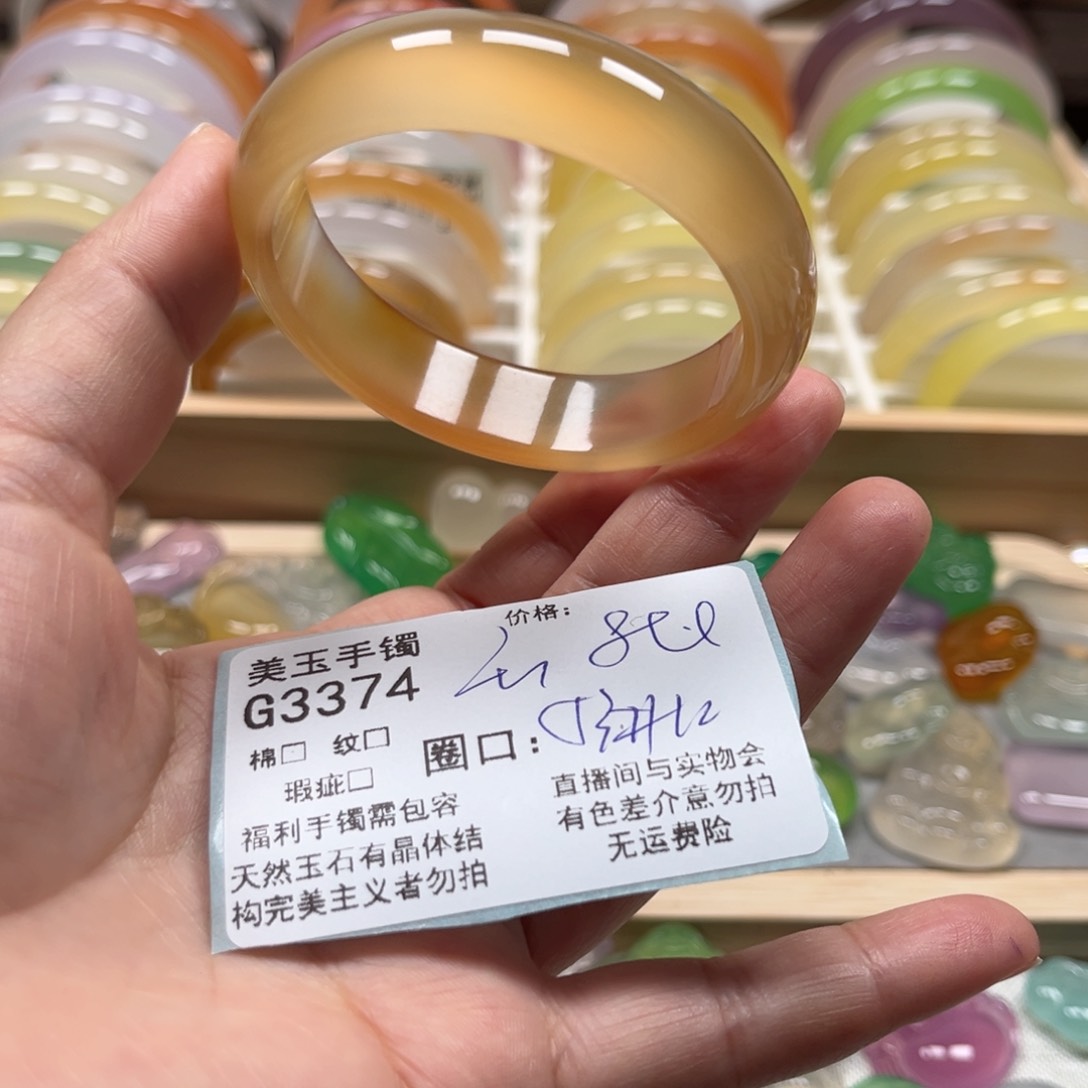 价格:
美玉手镯
G3374
棉□ 纹□
圈口:
瑕疵□
福利手镯需包容
天然玉石有晶体结
构完美主义者勿拍
直播间与实物会
有色差介意勿拍
无运费险